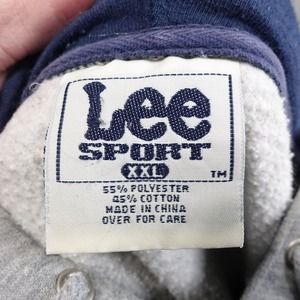 Lee
SPORT
XXL
TM
55% POLYESTER
45% COTTON
MADE IN CHINA
OVER FOR CARE